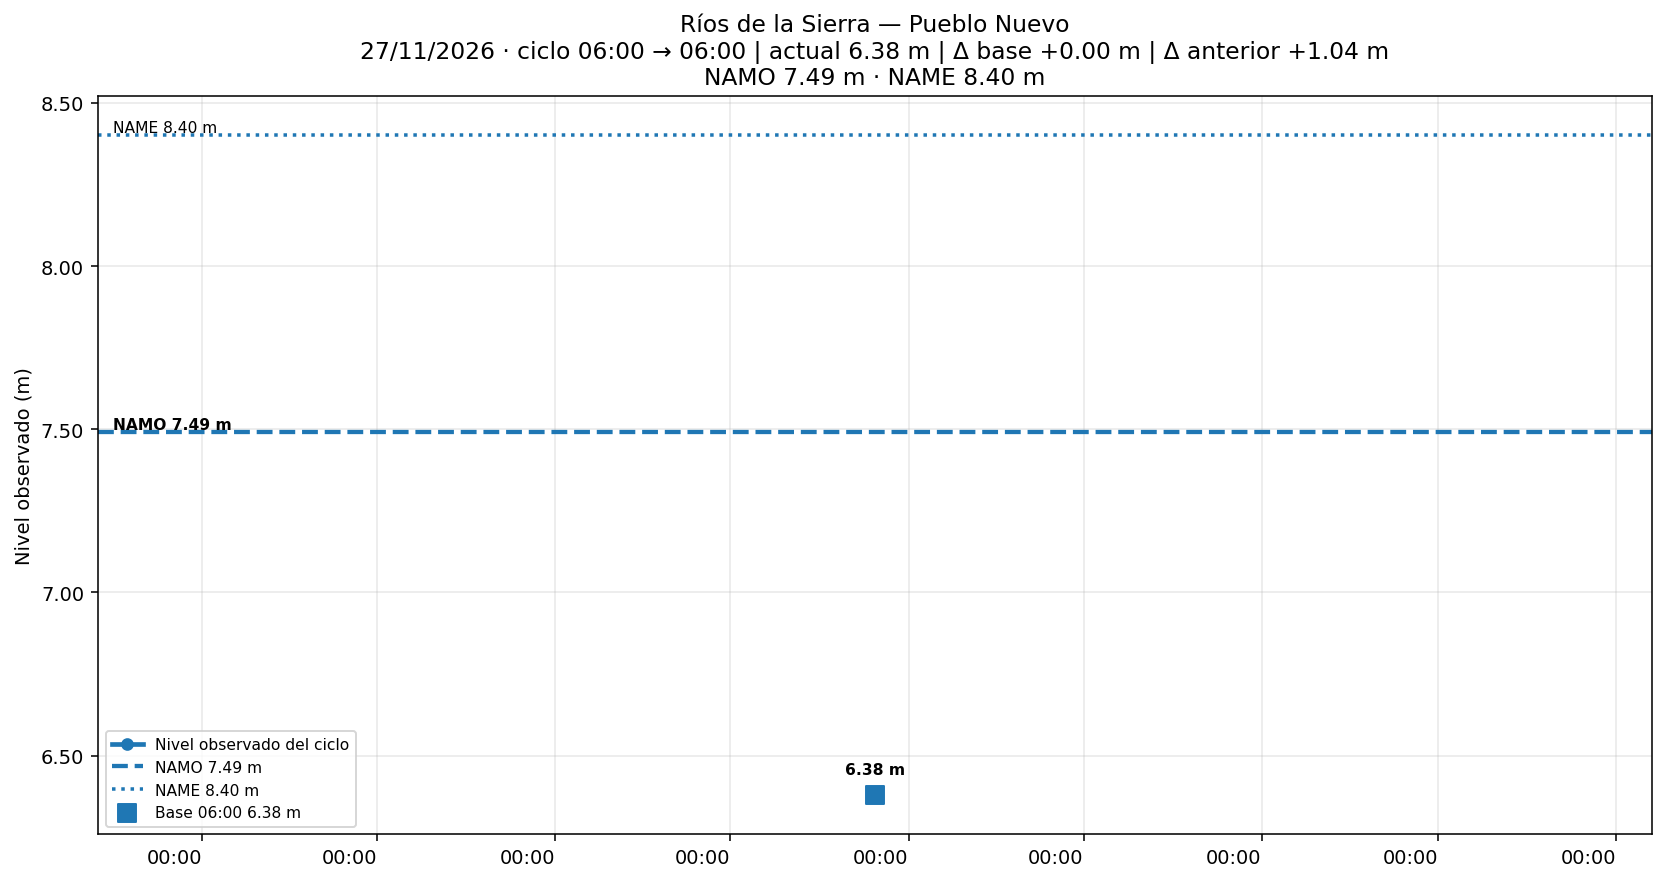 Ríos de la Sierra — Pueblo Nuevo
27/11/2026 · ciclo 06:00 → 06:00 | actual 6.38 m | Δ base +0.00 m | Δ anterior +1.04 m
NAMO 7.49 m · NAME 8.40 m
8.50
NAME 8.40 m
8.00
NAMO 7.49 m
7.50
Nivel observado (m)
7.00
6.50
6.38 m
Nivel observado del ciclo
NAMO 7.49 m
NAME 8.40 m
Base 06:00 6.38 m
00:00 00:00 00:00 00:00 00:00 00:00 00:00 00:00 00:00